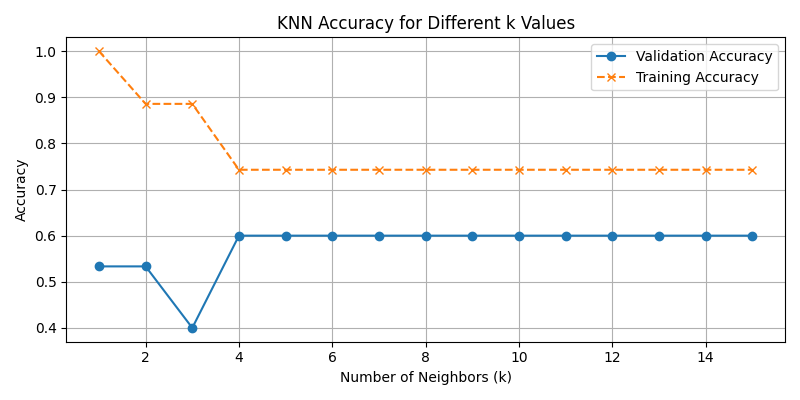 KNN Accuracy for Different k Values
Validation Accuracy
Training Accuracy
1.0
0.9
0.8
0.7
0.6
0.5
0.4
Accuracy
2 4 6 8 10 12 14
Number of Neighbors (k)